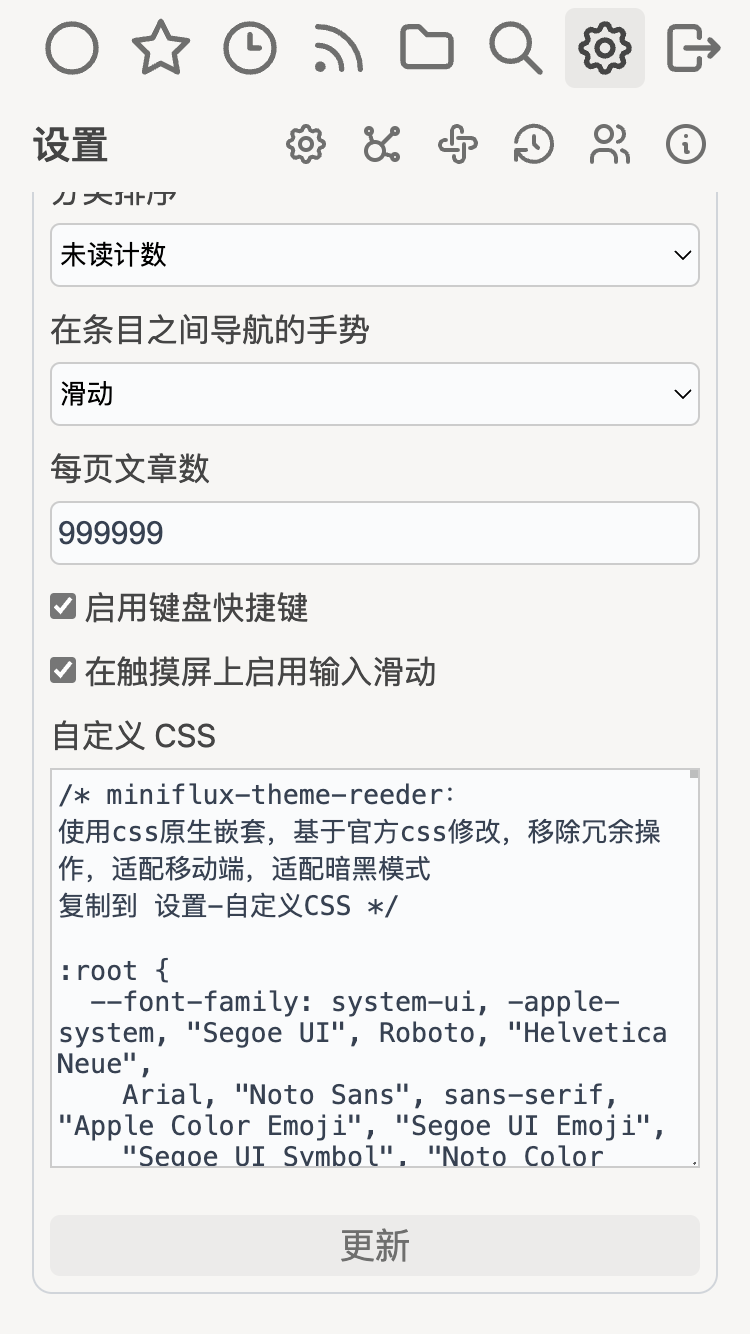 设置
分类排序
未读计数
在条目之间导航的手势
滑动
每页文章数
999999
启用键盘快捷键
在触摸屏上启用输入滑动
自定义 CSS
/* miniflux-theme-reeder:
使用css原生嵌套，基于官方css修改，移除冗余操
作，适配移动端，适配暗黑模式
复制到 设置-自定义CSS */
:root {
--font-family: system-ui, -apple-
system, "Segoe UI", Roboto, "Helvetica
Neue",
Arial, "Noto Sans", sans-serif,
"Apple Color Emoji", "Segoe UI Emoji",
"Segoe UI Symbol", "Noto Color
更新